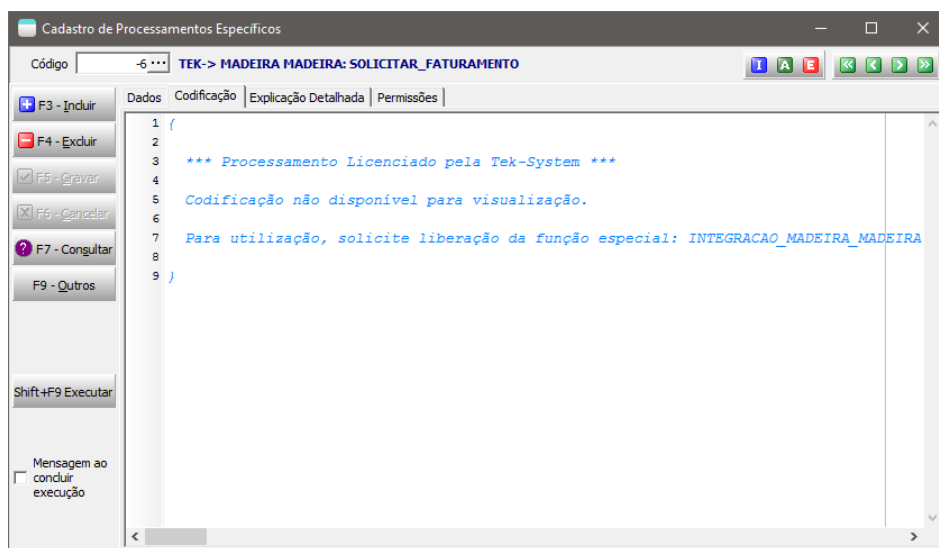 Cadastro de Processamentos Específicos
Código -6 ··· TEK-> MADEIRA MADEIRA: SOLICITAR_FATURAMENTO I A E
F3 - Incluir
F4 - Excluir
F5 - Gravar
F6 - Cancelar
F7 - Consultar
F9 - Outros
Shift+F9 Executar
Mensagem ao
concluir
execução
Dados Codificação Explicação Detalhada Permissões
1 {
2
3 *** Processamento Licenciado pela Tek-System ***
4
5 Codificação não disponível para visualização.
6
7 Para utilização, solicite liberação da função especial: INTEGRACAO_MADEIRA_MADEIRA
8
9 }